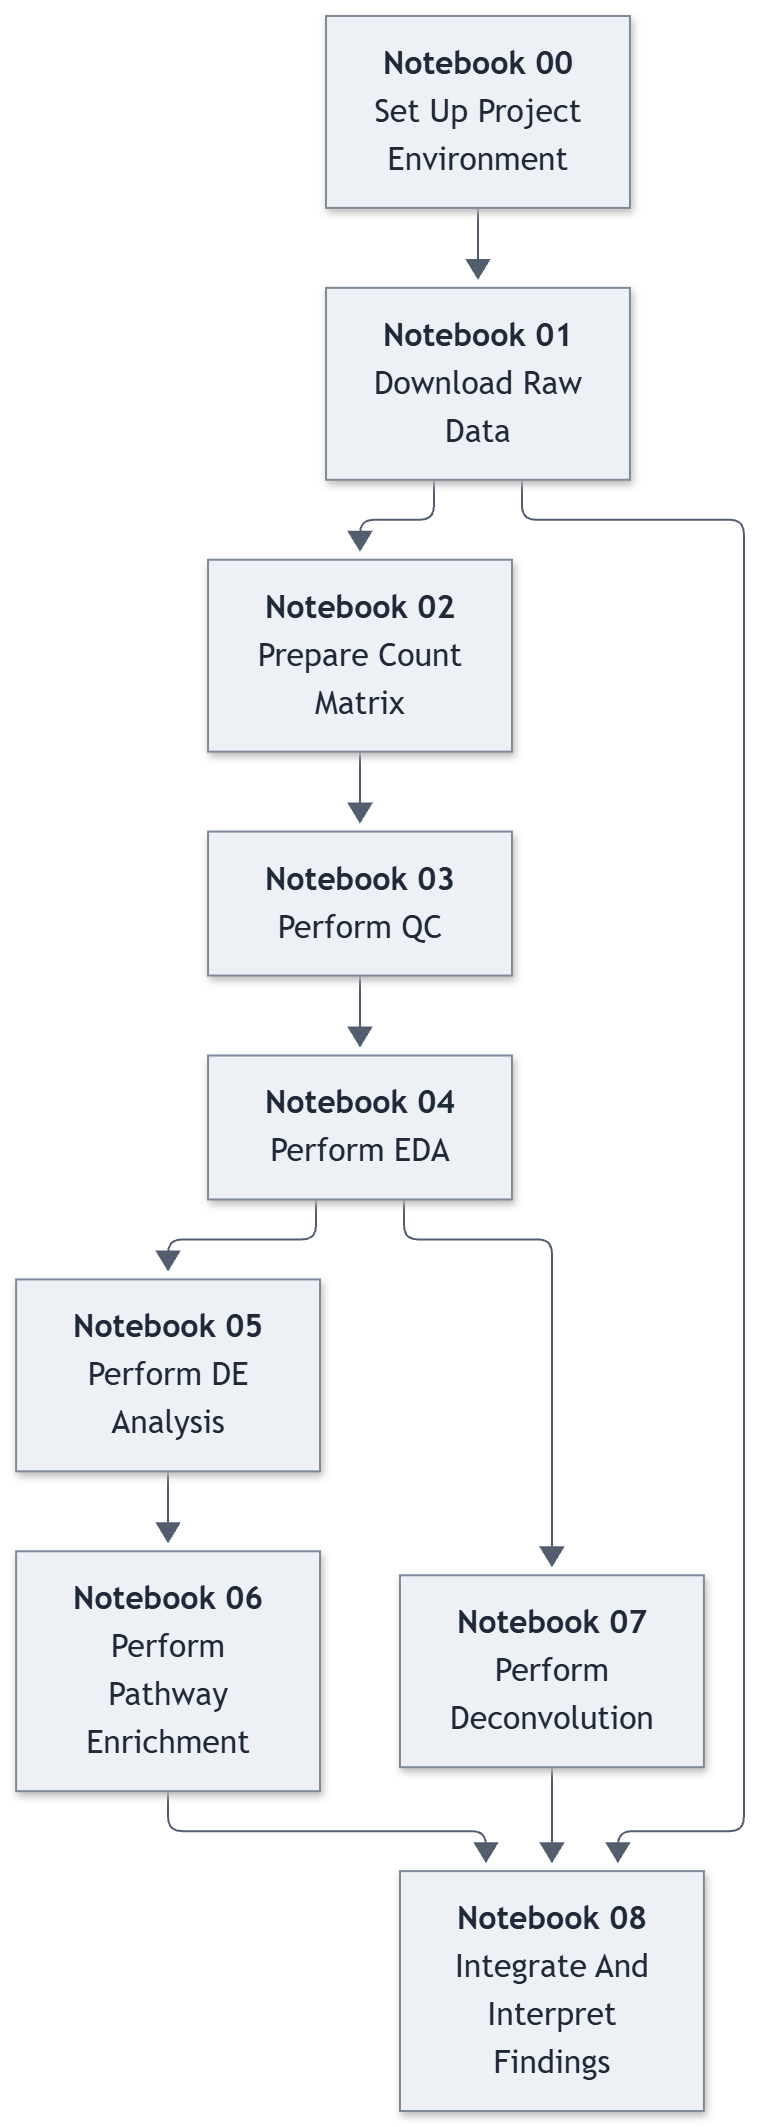 Notebook 00
Set Up Project
Environment
Notebook 01
Download Raw
Data
Notebook 02
Prepare Count
Matrix
Notebook 03
Perform QC
Notebook 04
Perform EDA
Notebook 05
Perform DE
Analysis
Notebook 06
Perform
Pathway
Enrichment
Notebook 07
Perform
Deconvolution
Notebook 08
Integrate And
Interpret
Findings